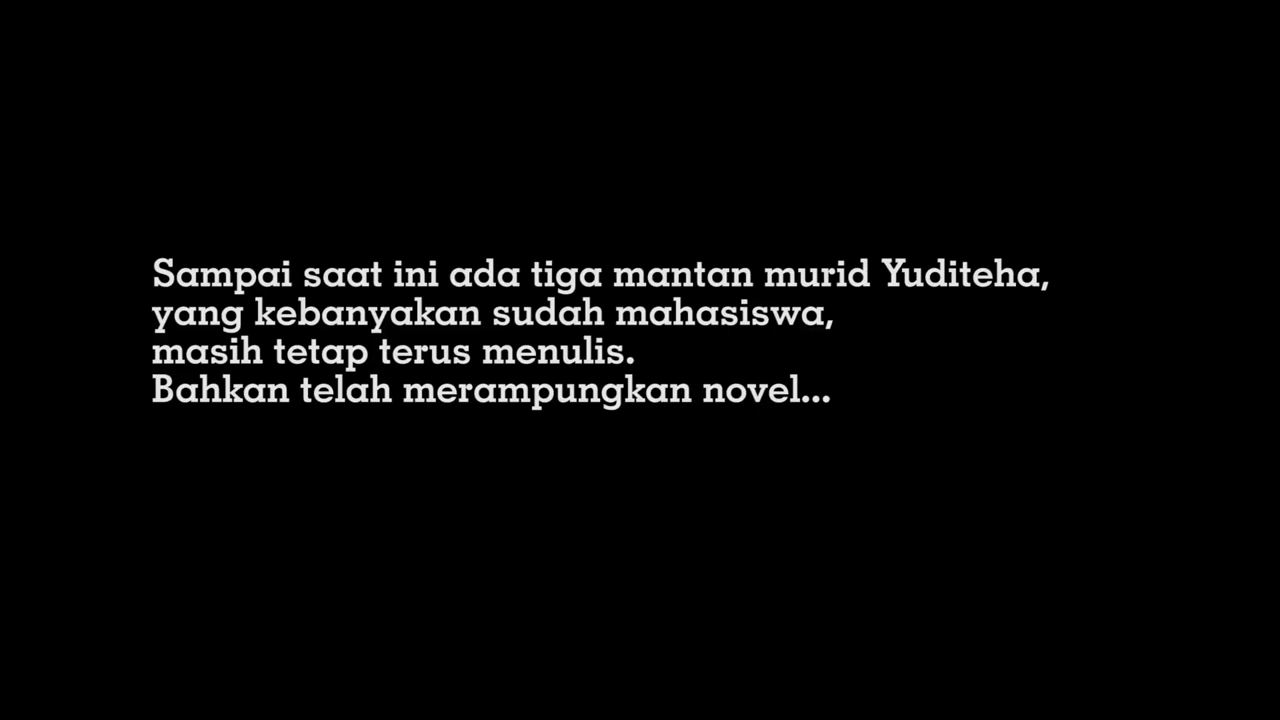 Sampai saat ini ada tiga mantan murid Yuditeha,
yang kebanyakan sudah mahasiswa,
masih tetap terus menulis.
Bahkan telah merampungkan novel...